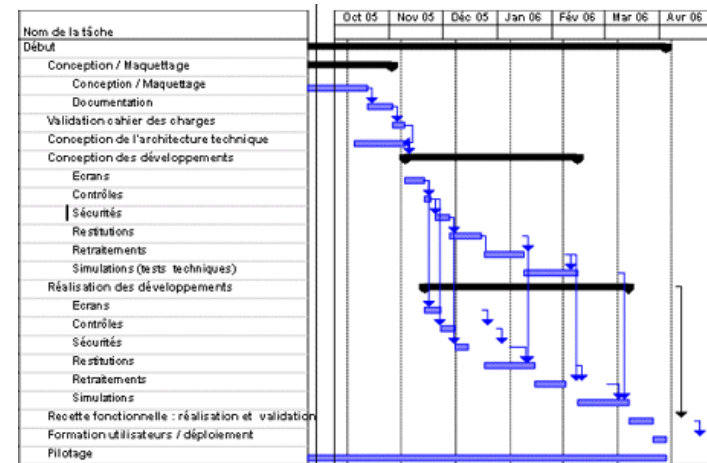 Oct 05 Nov 05 Déc 05 Jan 06 Fév 06 Mar 06 Avr 06
Nom de la tâche
Début
Conception / Maquettage
Conception / Maquettage
Documentation
Validation cahier des charges
Conception de l'architecture technique
Conception des développements
Ecrans
Contrôles
Sécurités
Restitutions
Retraitements
Simulations (tests techniques)
Réalisation des développements
Ecrans
Contrôles
Sécurités
Restitutions
Retraitements
Simulations
Recette fonctionnelle : réalisation et validation
Formation utilisateurs / déploiement
Pilotage